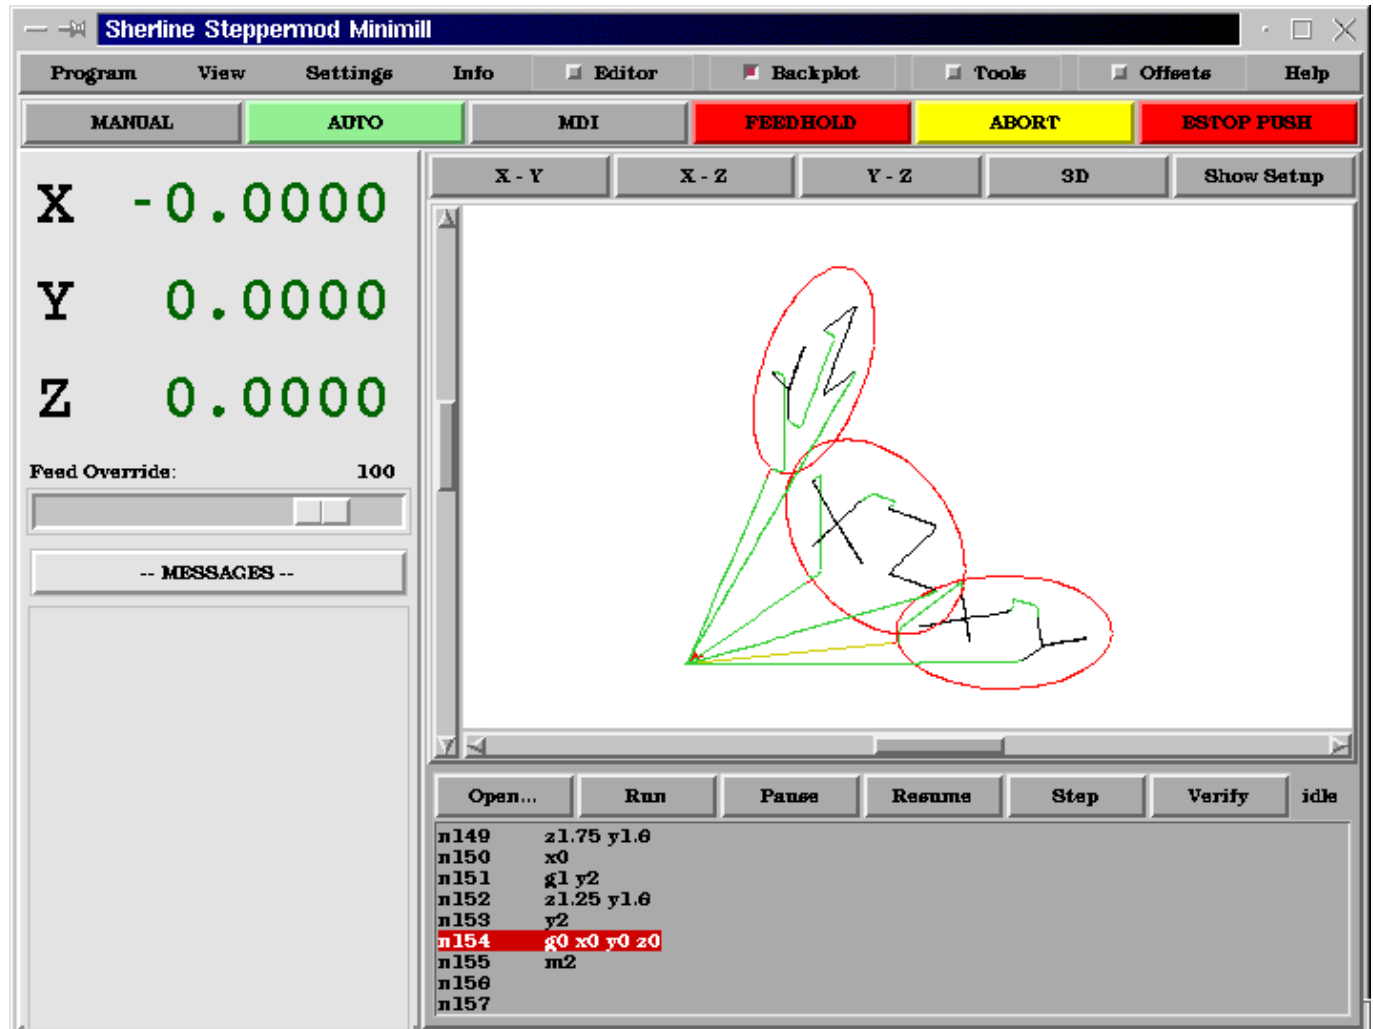 Sherline Steppermod Minimill
Program View Settings Info Editor Backplot Tools Offsets Help
MANUAL AUTO MDI FEEDHOLD ABORT ESTOP PUSH
X - Y X - Z Y - Z 3D Show Setup
X -0.0000
Y 0.0000
Z 0.0000
Feed Override: 100
-- MESSAGES --
Y Z
X Z
X Y
Open... Run Pause Resume Step Verify idle
n149 z1.75 y1.6
n150 x0
n151 g1 y2
n152 z1.25 y1.6
n153 y2
n154 g0 x0 y0 z0
n155 m2
n156
n157